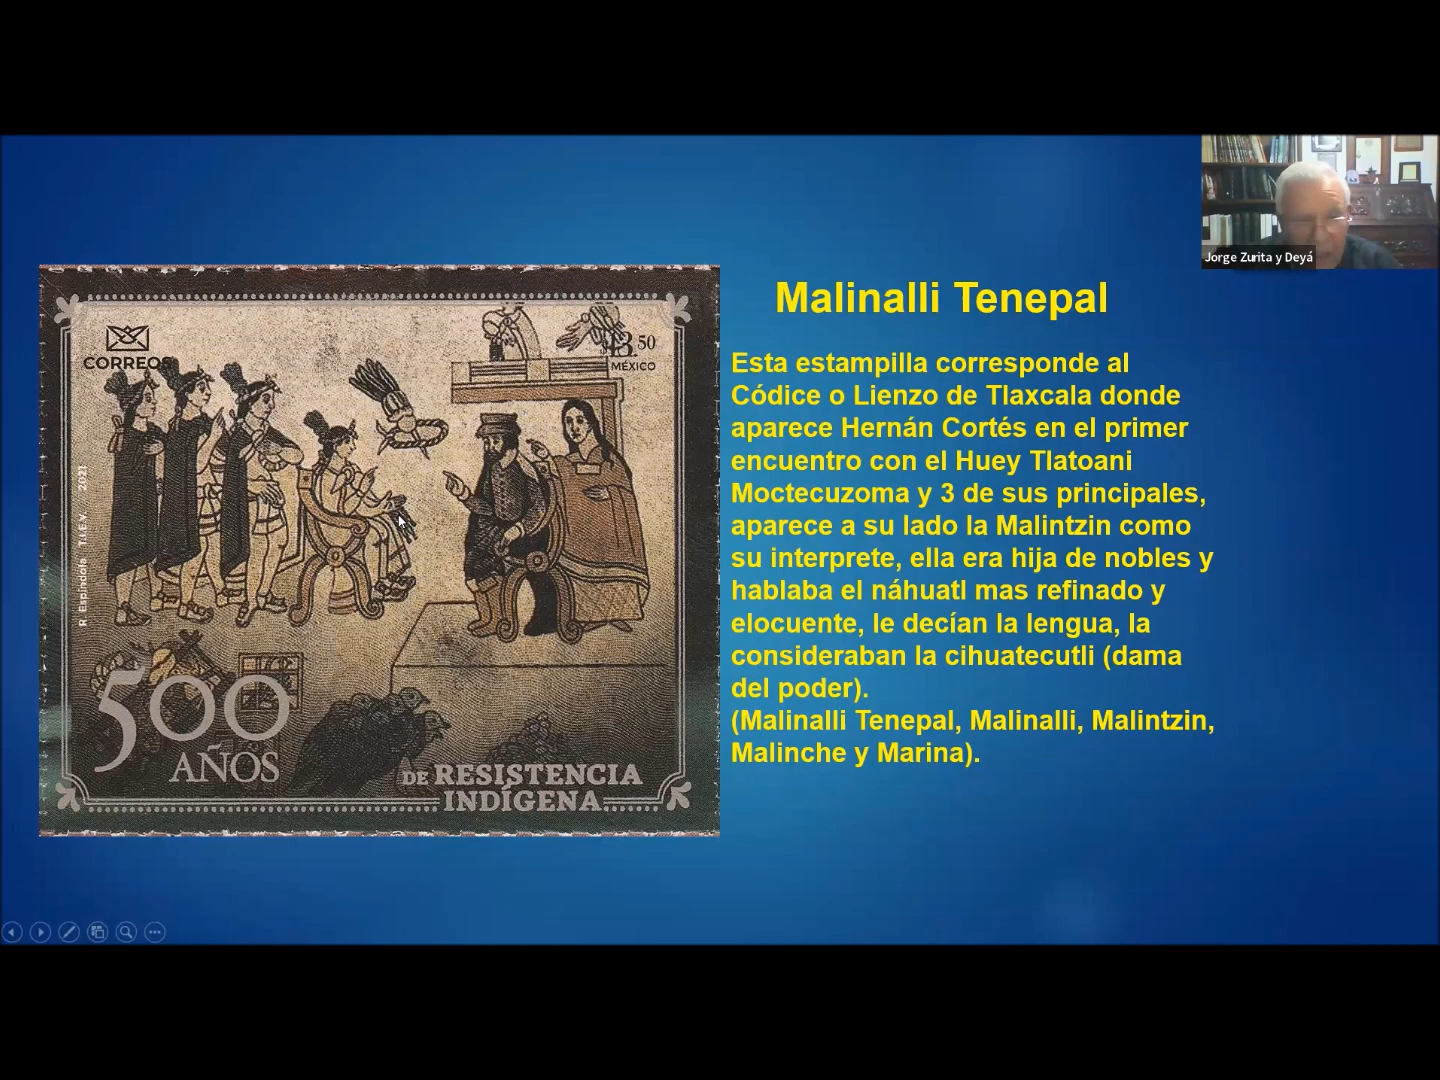 Jorge Zurita y Deyá
Malinalli Tenepal
Esta estampilla corresponde al
Códice o Lienzo de Tlaxcala donde
aparece Hernán Cortés en el primer
encuentro con el Huey Tlatoani
Moctecuzoma y 3 de sus principales,
aparece a su lado la Malintzin como
su interprete, ella era hija de nobles y
hablaba el náhuatl mas refinado y
elocuente, le decían la lengua, la
consideraban la cihuatecutli (dama
del poder).
(Malinalli Tenepal, Malinalli, Malintzin,
Malinche y Marina).
CORREOS
$13.50
MÉXICO
R. Espíndola T.I.E.V. 2021
500
AÑOS
DE RESISTENCIA
INDÍGENA